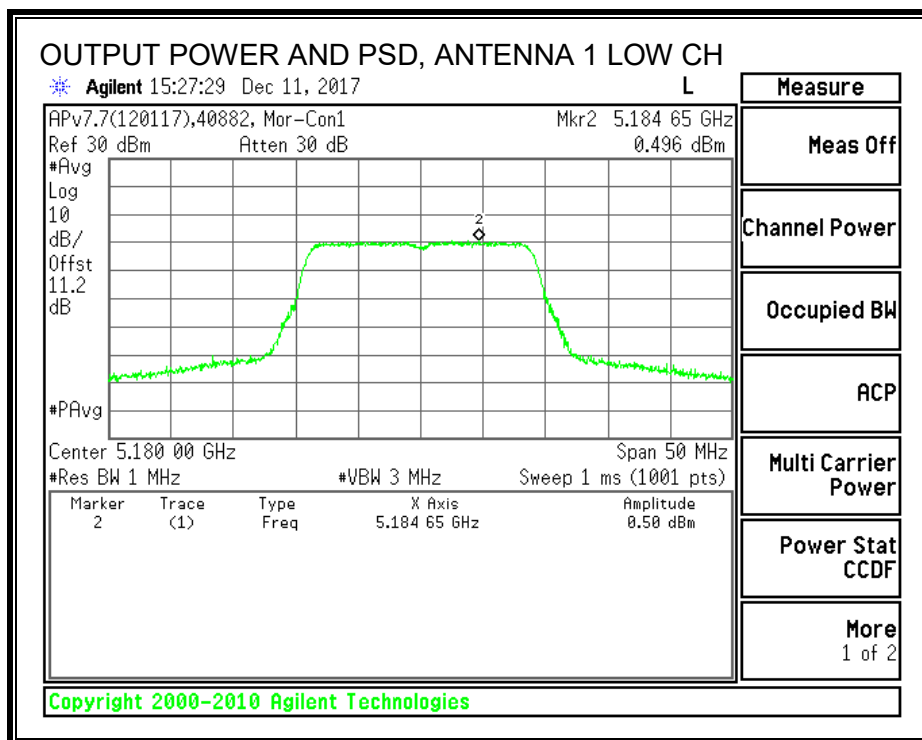 OUTPUT POWER AND PSD, ANTENNA 1 LOW CH
Agilent 15:27:29 Dec 11, 2017 L
APv7.7(120117),40882, Mor-Con1 Mkr2 5.184 65 GHz
Ref 30 dBm Atten 30 dB 0.496 dBm
#Avg
Log
10
dB/
Offst
11.2
dB
2
#PAvg
Center 5.180 00 GHz Span 50 MHz
#Res BW 1 MHz #VBW 3 MHz Sweep 1 ms (1001 pts)
Marker Trace Type X Axis Amplitude
2 (1) Freq 5.184 65 GHz 0.50 dBm
Measure
Meas Off
Channel Power
Occupied BW
ACP
Multi Carrier
Power
Power Stat
CCDF
More
1 of 2
Copyright 2000-2010 Agilent Technologies